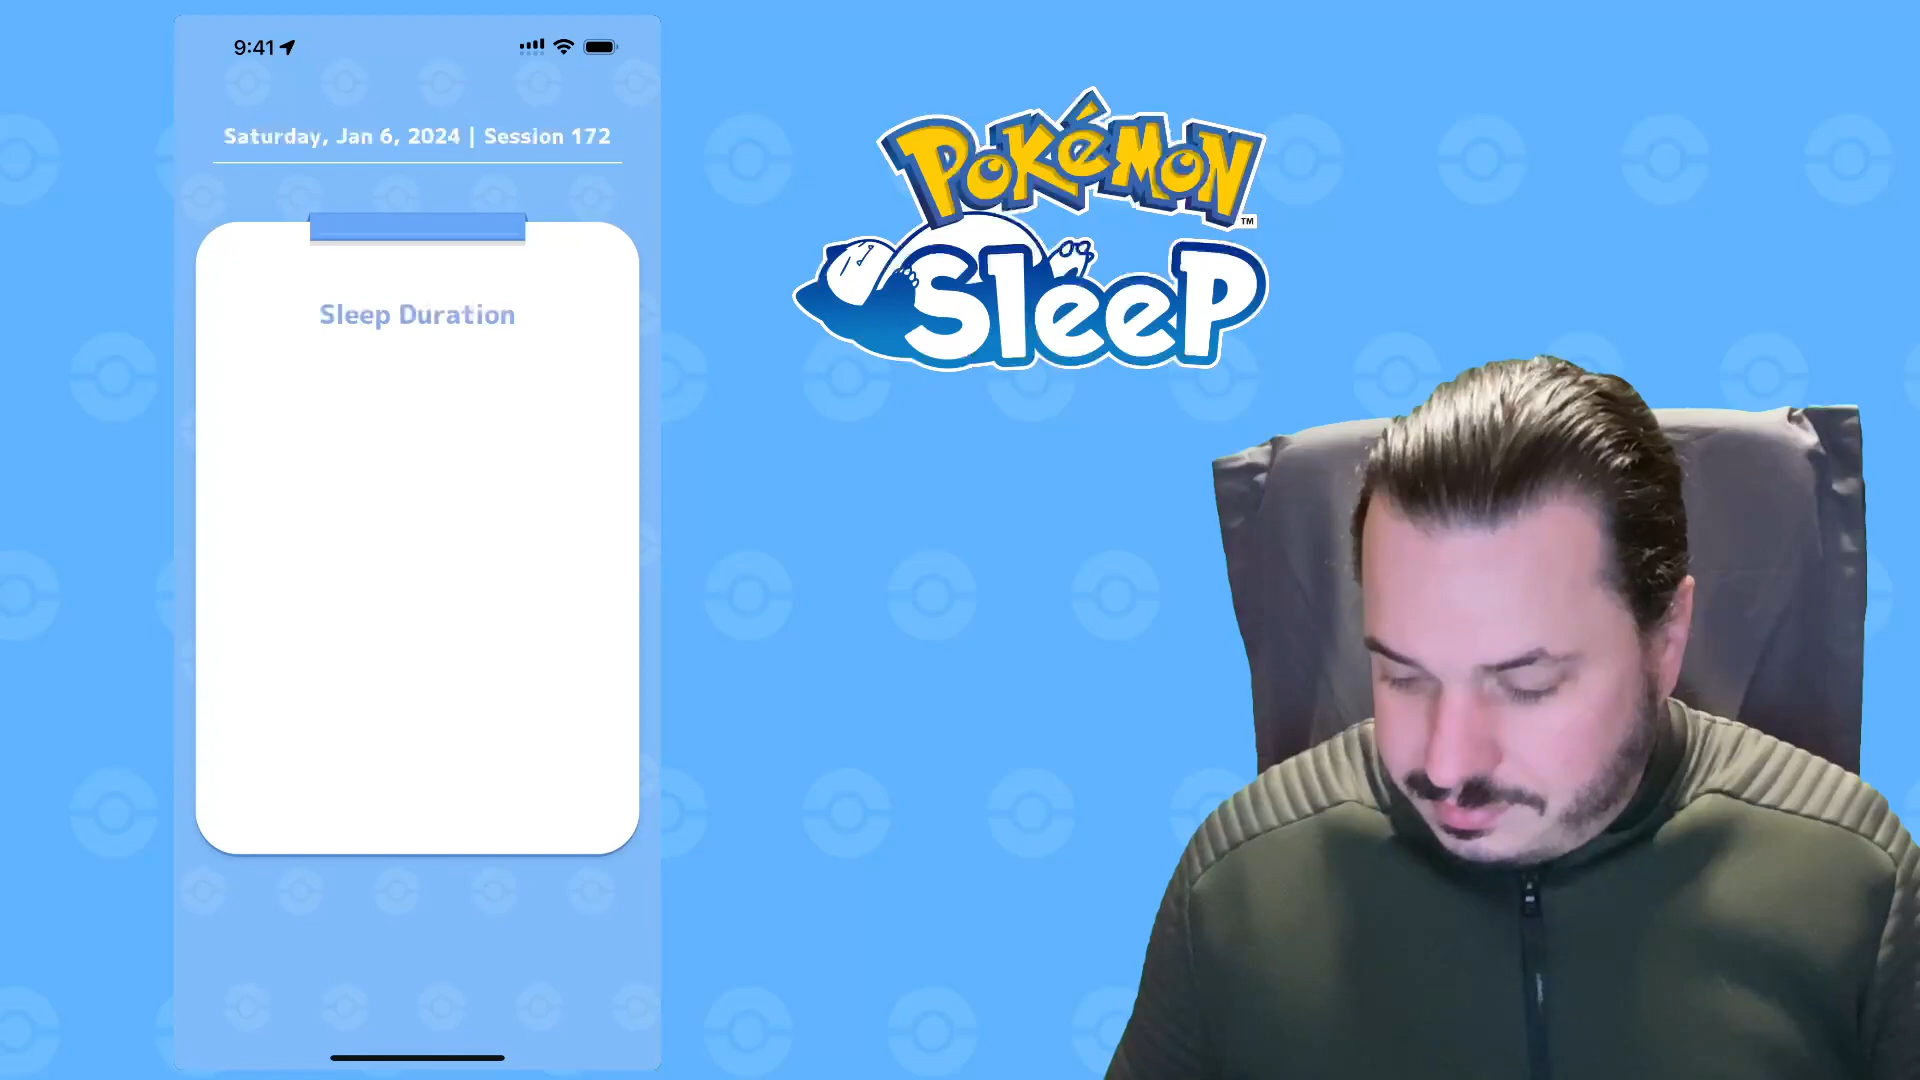 9:41
Saturday, Jan 6, 2024 | Session 172
Sleep Duration
POKéMON
TM
Sleep